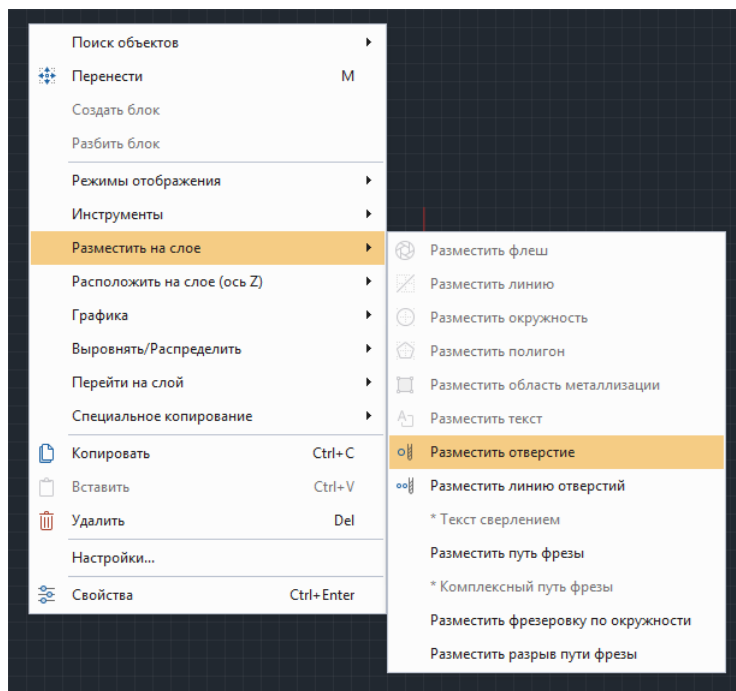 Поиск объектов
Перенести M
Создать блок
Разбить блок
Режимы отображения
Инструменты
Разместить на слое
Расположить на слое (ось Z)
Графика
Выровнять/Распределить
Перейти на слой
Специальное копирование
Копировать Ctrl+C
Вставить Ctrl+V
Удалить Del
Настройки...
Свойства Ctrl+Enter
Разместить флеш
Разместить линию
Разместить окружность
Разместить полигон
Разместить область металлизации
Разместить текст
Разместить отверстие
Разместить линию отверстий
* Текст сверлением
Разместить путь фрезы
* Комплексный путь фрезы
Разместить фрезеровку по окружности
Разместить разрыв пути фрезы